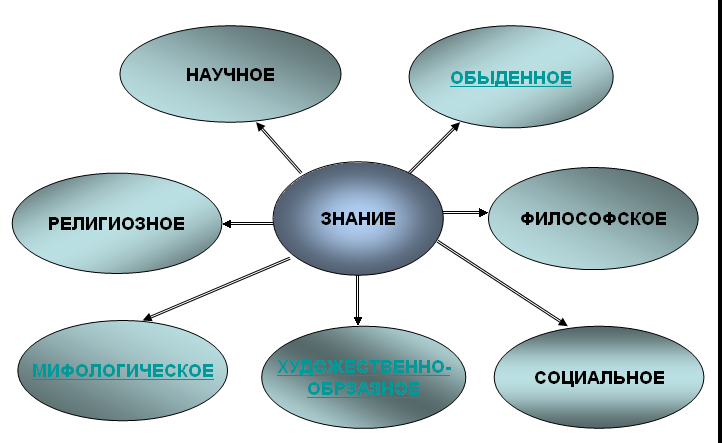 НАУЧНОЕ
ОБЫДЕННОЕ
РЕЛИГИОЗНОЕ
ЗНАНИЕ
ФИЛОСОФСКОЕ
МИФОЛОГИЧЕСКОЕ
ХУДОЖЕСТВЕННО-
ОБРЗАЗНОЕ
СОЦИАЛЬНОЕ